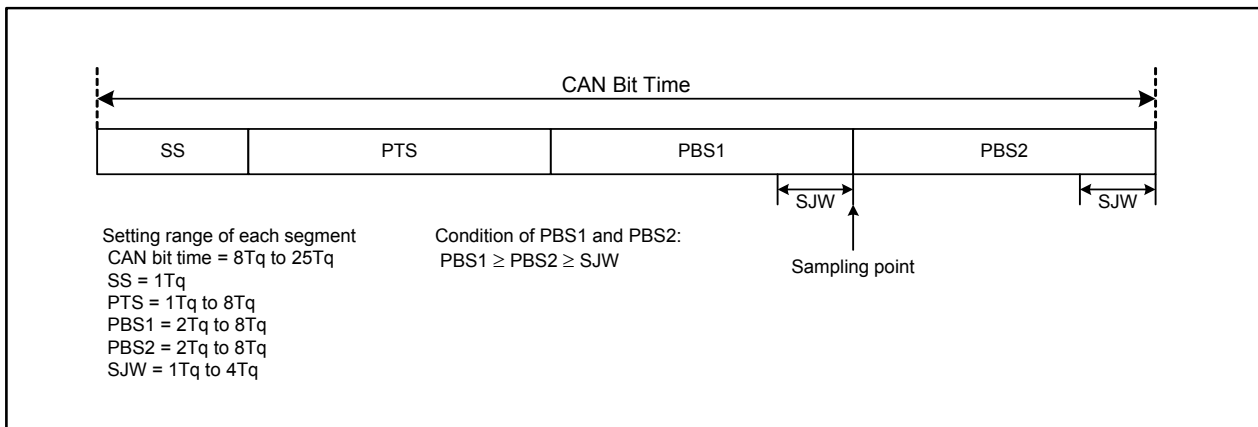 CAN Bit Time
SS PTS PBS1 PBS2
SJW SJW
Setting range of each segment
CAN bit time = 8Tq to 25Tq
SS = 1Tq
PTS = 1Tq to 8Tq
PBS1 = 2Tq to 8Tq
PBS2 = 2Tq to 8Tq
SJW = 1Tq to 4Tq
Condition of PBS1 and PBS2:
PBS1 ≥ PBS2 ≥ SJW
Sampling point